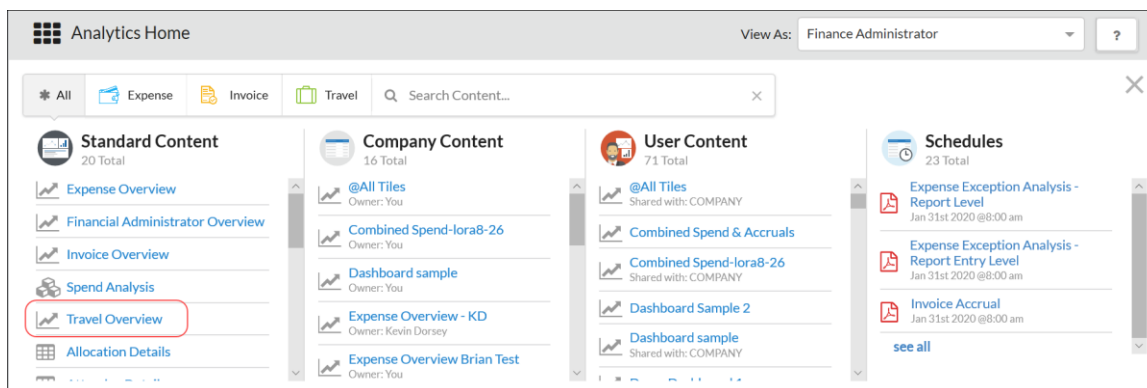 Analytics Home
View As: Finance Administrator
?
All Expense Invoice Travel Search Content...
Standard Content
20 Total
Expense Overview
Financial Administrator Overview
Invoice Overview
Spend Analysis
Travel Overview
Allocation Details
Company Content
16 Total
@All Tiles
Owner: You
Combined Spend-lora8-26
Owner: You
Dashboard sample
Owner: You
Expense Overview - KD
Owner: Kevin Dorsey
Expense Overview Brian Test
Owner: You
User Content
71 Total
@All Tiles
Shared with: COMPANY
Combined Spend & Accruals
Combined Spend-lora8-26
Shared with: COMPANY
Dashboard Sample 2
Dashboard sample
Shared with: COMPANY
Schedules
23 Total
Expense Exception Analysis -
Report Level
Jan 31st 2020 @8:00 am
Expense Exception Analysis -
Report Entry Level
Jan 31st 2020 @8:00 am
Invoice Accrual
Jan 31st 2020 @8:00 am
see all